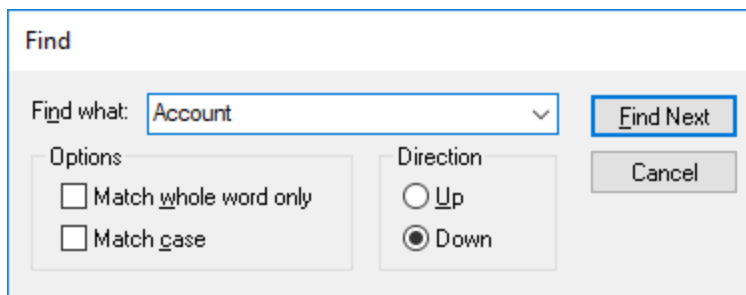 Find
Find what: Account
Find Next
Options
Direction
Cancel
Match whole word only
Up
Match case
Down